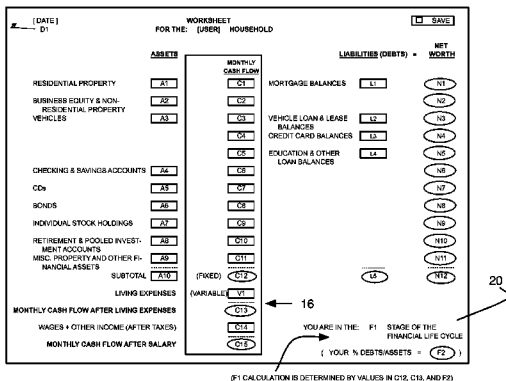 [DATE] WORKSHEET SAVE
D1 FOR THE: [USER] HOUSEHOLD
NET
ASSETS LIABILITIES (DEBTS) = WORTH
MONTHLY
CASH FLOW
RESIDENTIAL PROPERTY A1 C1 MORTGAGE BALANCES L1 N1
BUSINESS EQUITY & NON- A2 C2 N2
RESIDENTIAL PROPERTY
VEHICLES A3 C3 VEHICLE LOAN & LEASE L2 N3
BALANCES
C4 CREDIT CARD BALANCES L3 N4
C5 EDUCATION & OTHER L4 N5
LOAN BALANCES
CHECKING & SAVINGS ACCOUNTS A4 C6 N6
CDs A5 C7 N7
BONDS A6 C8 N8
INDIVIDUAL STOCK HOLDINGS A7 C9 N9
RETIREMENT & POOLED INVEST- A8 C10 N10
MENT ACCOUNTS
MISC. PROPERTY AND OTHER FI- A9 C11 N11
NANCIAL ASSETS
SUBTOTAL A10 (FIXED) C12 L5 N12
20
LIVING EXPENSES (VARIABLE) V1
16
MONTHLY CASH FLOW AFTER LIVING EXPENSES C13
WAGES + OTHER INCOME (AFTER TAXES) C14 YOU ARE IN THE: F1 STAGE OF THE
FINANCIAL LIFE CYCLE
MONTHLY CASH FLOW AFTER SALARY C15 ( YOUR % DEBTS/ASSETS = F2 )
(F1 CALCULATION IS DETERMINED BY VALUES IN C12, C13, AND F2)